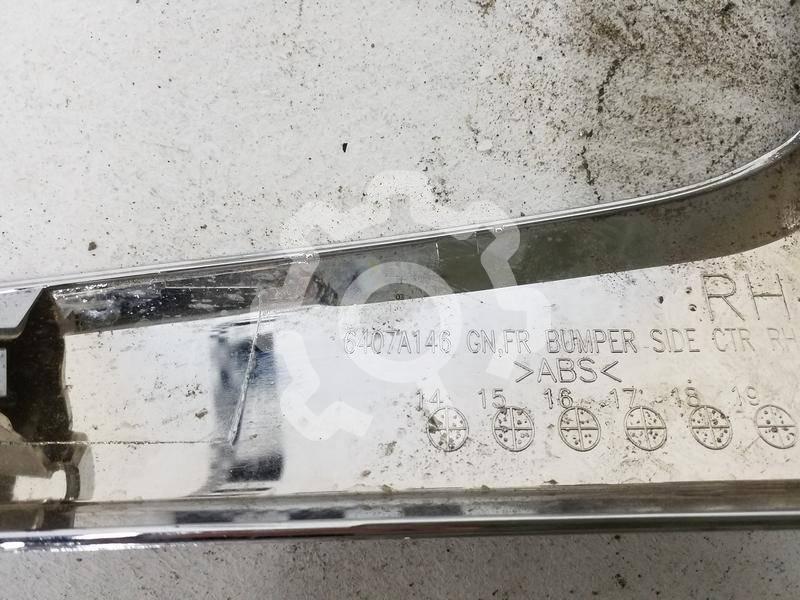 RH
6407A146 GN,FR BUMPER SIDE CTR RH
>ABS<
14 15 16 17 18 19